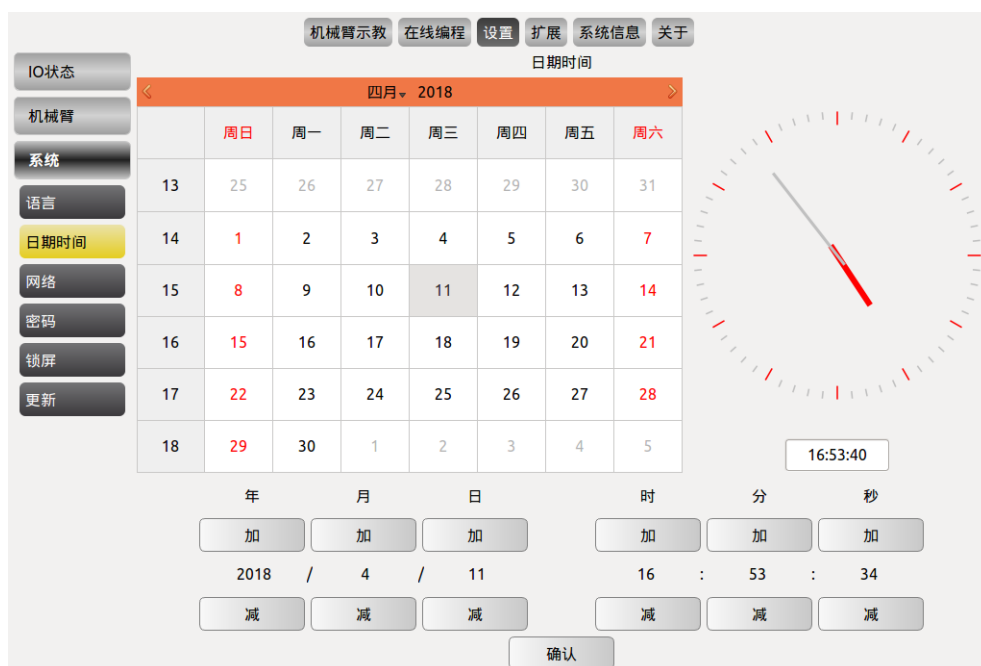 机械臂示教 在线编程 设置 扩展 系统信息 关于
日期时间
IO状态
机械臂
系统
语言
日期时间
网络
密码
锁屏
更新
四月 2018
周日 周一 周二 周三 周四 周五 周六
13 25 26 27 28 29 30 31
14 1 2 3 4 5 6 7
15 8 9 10 11 12 13 14
16 15 16 17 18 19 20 21
17 22 23 24 25 26 27 28
18 29 30 1 2 3 4 5
16:53:40
年 月 日 时 分 秒
加 加 加 加 加 加
2018 / 4 / 11 16 : 53 : 34
减 减 减 减 减 减
确认